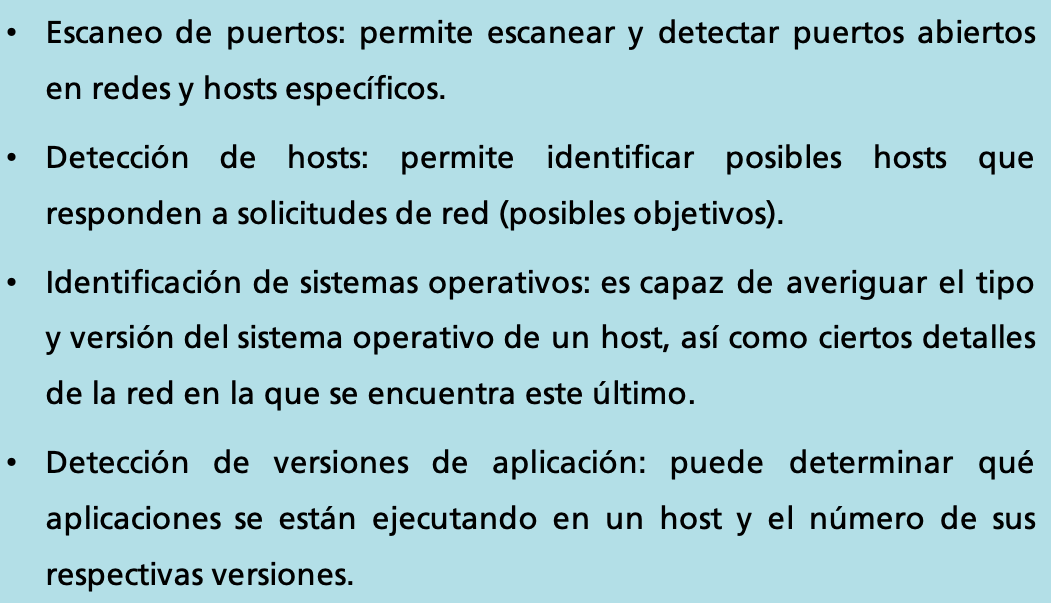 • Escaneo de puertos: permite escanear y detectar puertos abiertos
en redes y hosts específicos.
• Detección de hosts: permite identificar posibles hosts que
responden a solicitudes de red (posibles objetivos).
• Identificación de sistemas operativos: es capaz de averiguar el tipo
y versión del sistema operativo de un host, así como ciertos detalles
de la red en la que se encuentra este último.
• Detección de versiones de aplicación: puede determinar qué
aplicaciones se están ejecutando en un host y el número de sus
respectivas versiones.